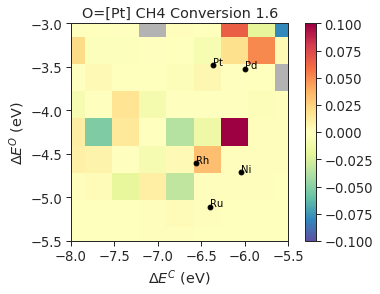 O=[Pt] CH4 Conversion 1.6
−3.0
−3.5
−4.0
−4.5
−5.0
−5.5
ΔE^O (eV)
Pt
Pd
Rh
Ni
Ru
−8.0 −7.5 −7.0 −6.5 −6.0 −5.5
ΔE^C (eV)
0.100
0.075
0.050
0.025
0.000
−0.025
−0.050
−0.075
−0.100